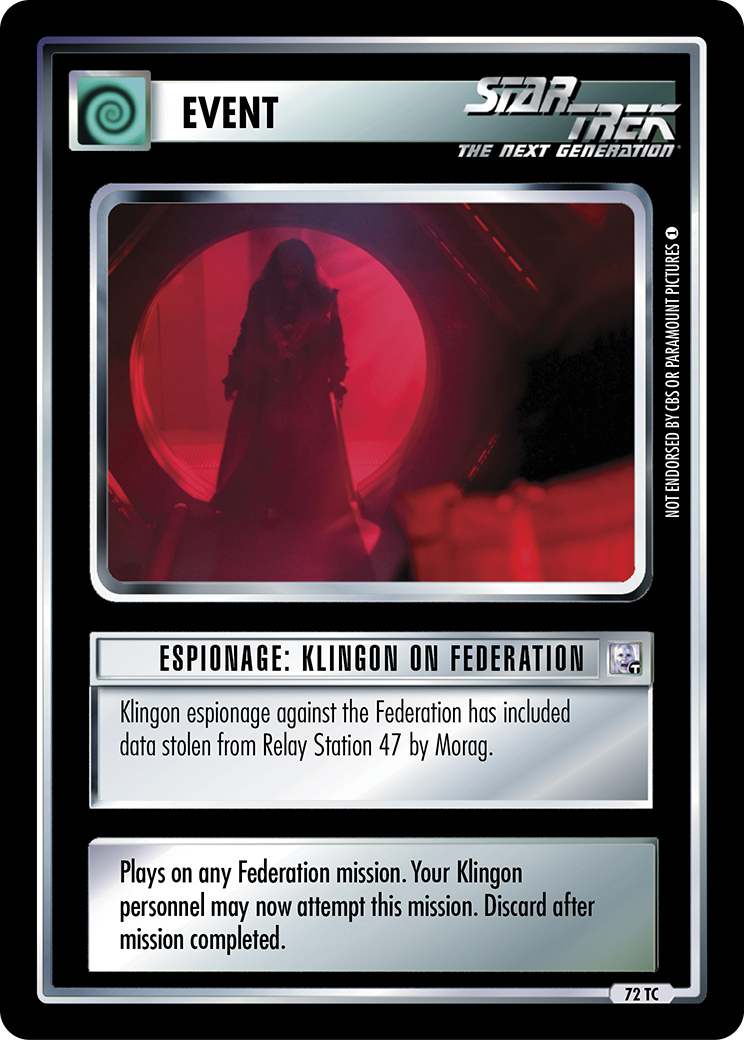 EVENT
STAR TREK
THE NEXT GENERATION
NOT ENDORSED BY CBS OR PARAMOUNT PICTURES 1
ESPIONAGE: KLINGON ON FEDERATION
T
Klingon espionage against the Federation has included
data stolen from Relay Station 47 by Morag.
Plays on any Federation mission. Your Klingon
personnel may now attempt this mission. Discard after
mission completed.
72 TC